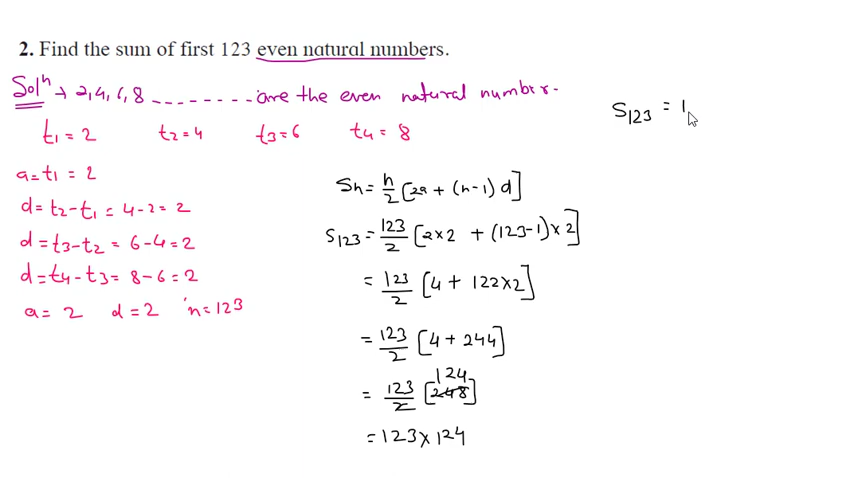 2. Find the sum of first 123 even natural numbers.
Solⁿ → 2,4,6,8 --------- are the even natural number.
t₁ = 2 t₂ = 4 t₃ = 6 t₄ = 8
S₁₂₃ = 1
a = t₁ = 2
d = t₂ - t₁ = 4 - 2 = 2
d = t₃ - t₂ = 6 - 4 = 2
d = t₄ - t₃ = 8 - 6 = 2
a = 2 d = 2 n = 123
Sn = n/2 [2a + (n-1) d]
S₁₂₃ = 123/2 [2×2 + (123-1)×2]
= 123/2 [4 + 122×2]
= 123/2 [4 + 244]
124
= 123/2 [248]
= 123×124